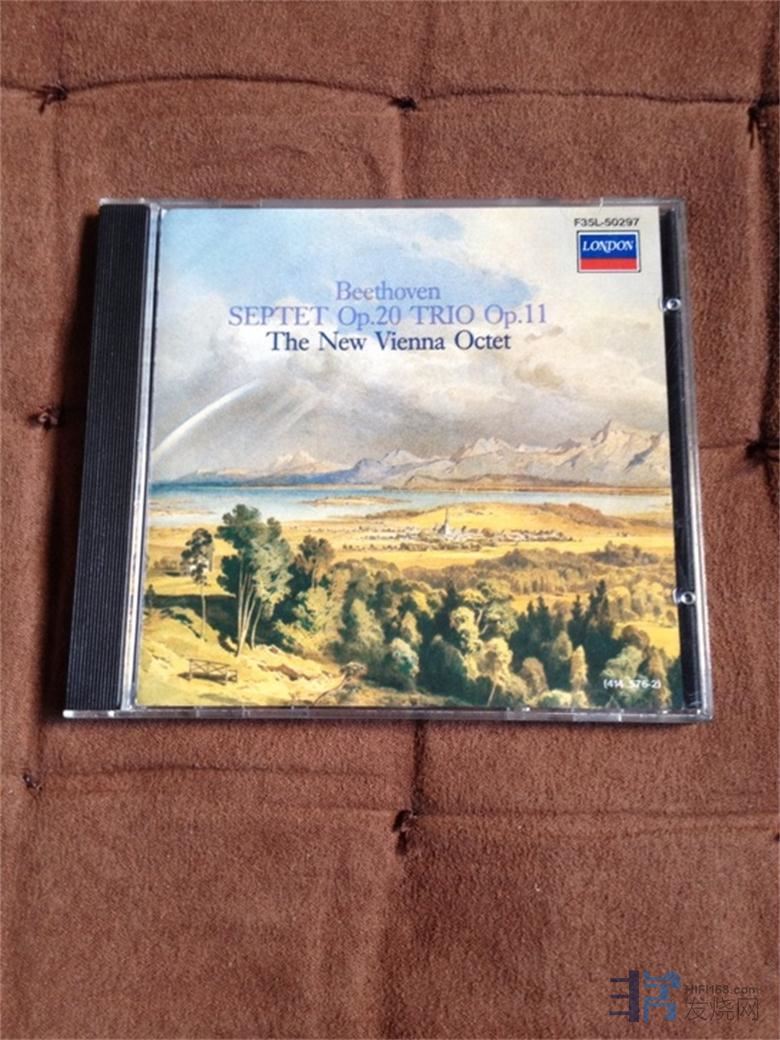 F35L-50297
LONDON
Beethoven
SEPTET Op.20 TRIO Op.11
The New Vienna Octet
(414 576-2)
HIFI168.com
发烧网